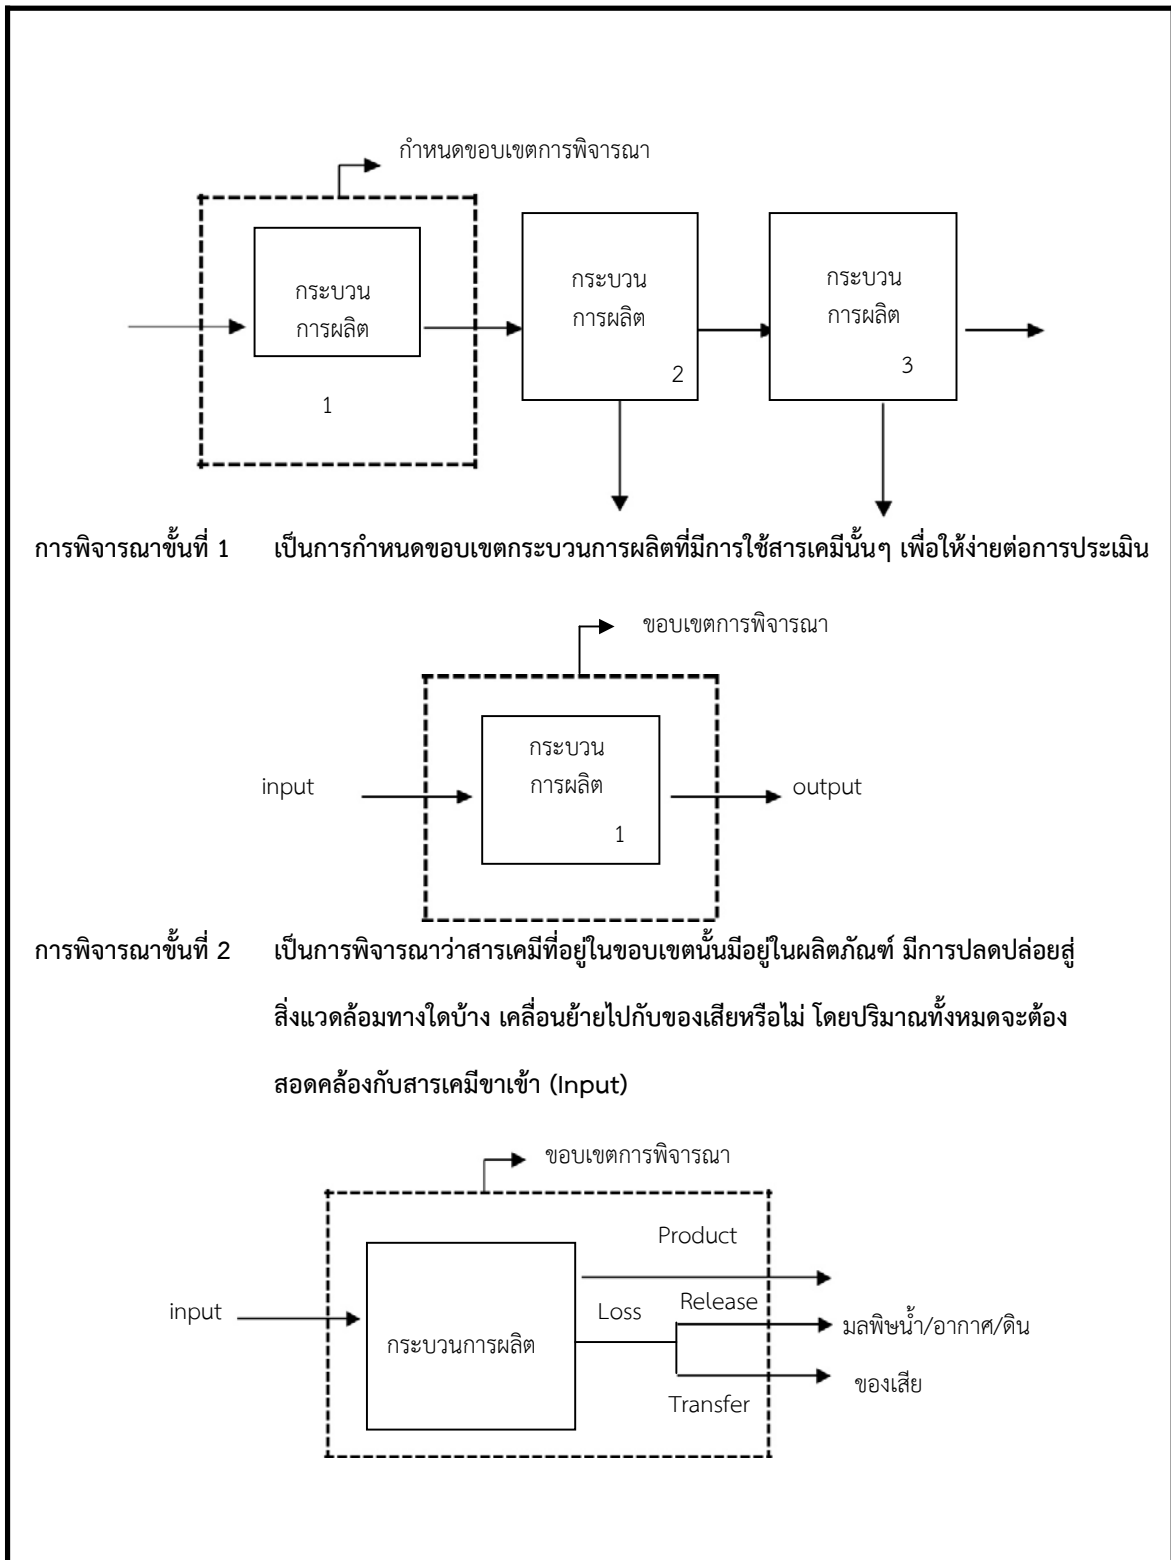 กำหนดขอบเขตการพิจารณา
กระบวน
การผลิต
1
กระบวน
การผลิต
2
กระบวน
การผลิต
3
การพิจารณาขั้นที่ 1 เป็นการกำหนดขอบเขตกระบวนการผลิตที่มีการใช้สารเคมีนั้นๆ เพื่อให้ง่ายต่อการประเมิน
ขอบเขตการพิจารณา
input
กระบวน
การผลิต
1
output
การพิจารณาขั้นที่ 2 เป็นการพิจารณาว่าสารเคมีที่อยู่ในขอบเขตนั้นมีอยู่ในผลิตภัณฑ์ มีการปลดปล่อยสู่
สิ่งแวดล้อมทางใดบ้าง เคลื่อนย้ายไปกับของเสียหรือไม่ โดยปริมาณทั้งหมดจะต้อง
สอดคล้องกับสารเคมีขาเข้า (Input)
ขอบเขตการพิจารณา
input
กระบวนการผลิต
Product
Loss
Release
Transfer
มลพิษน้ำ/อากาศ/ดิน
ของเสีย